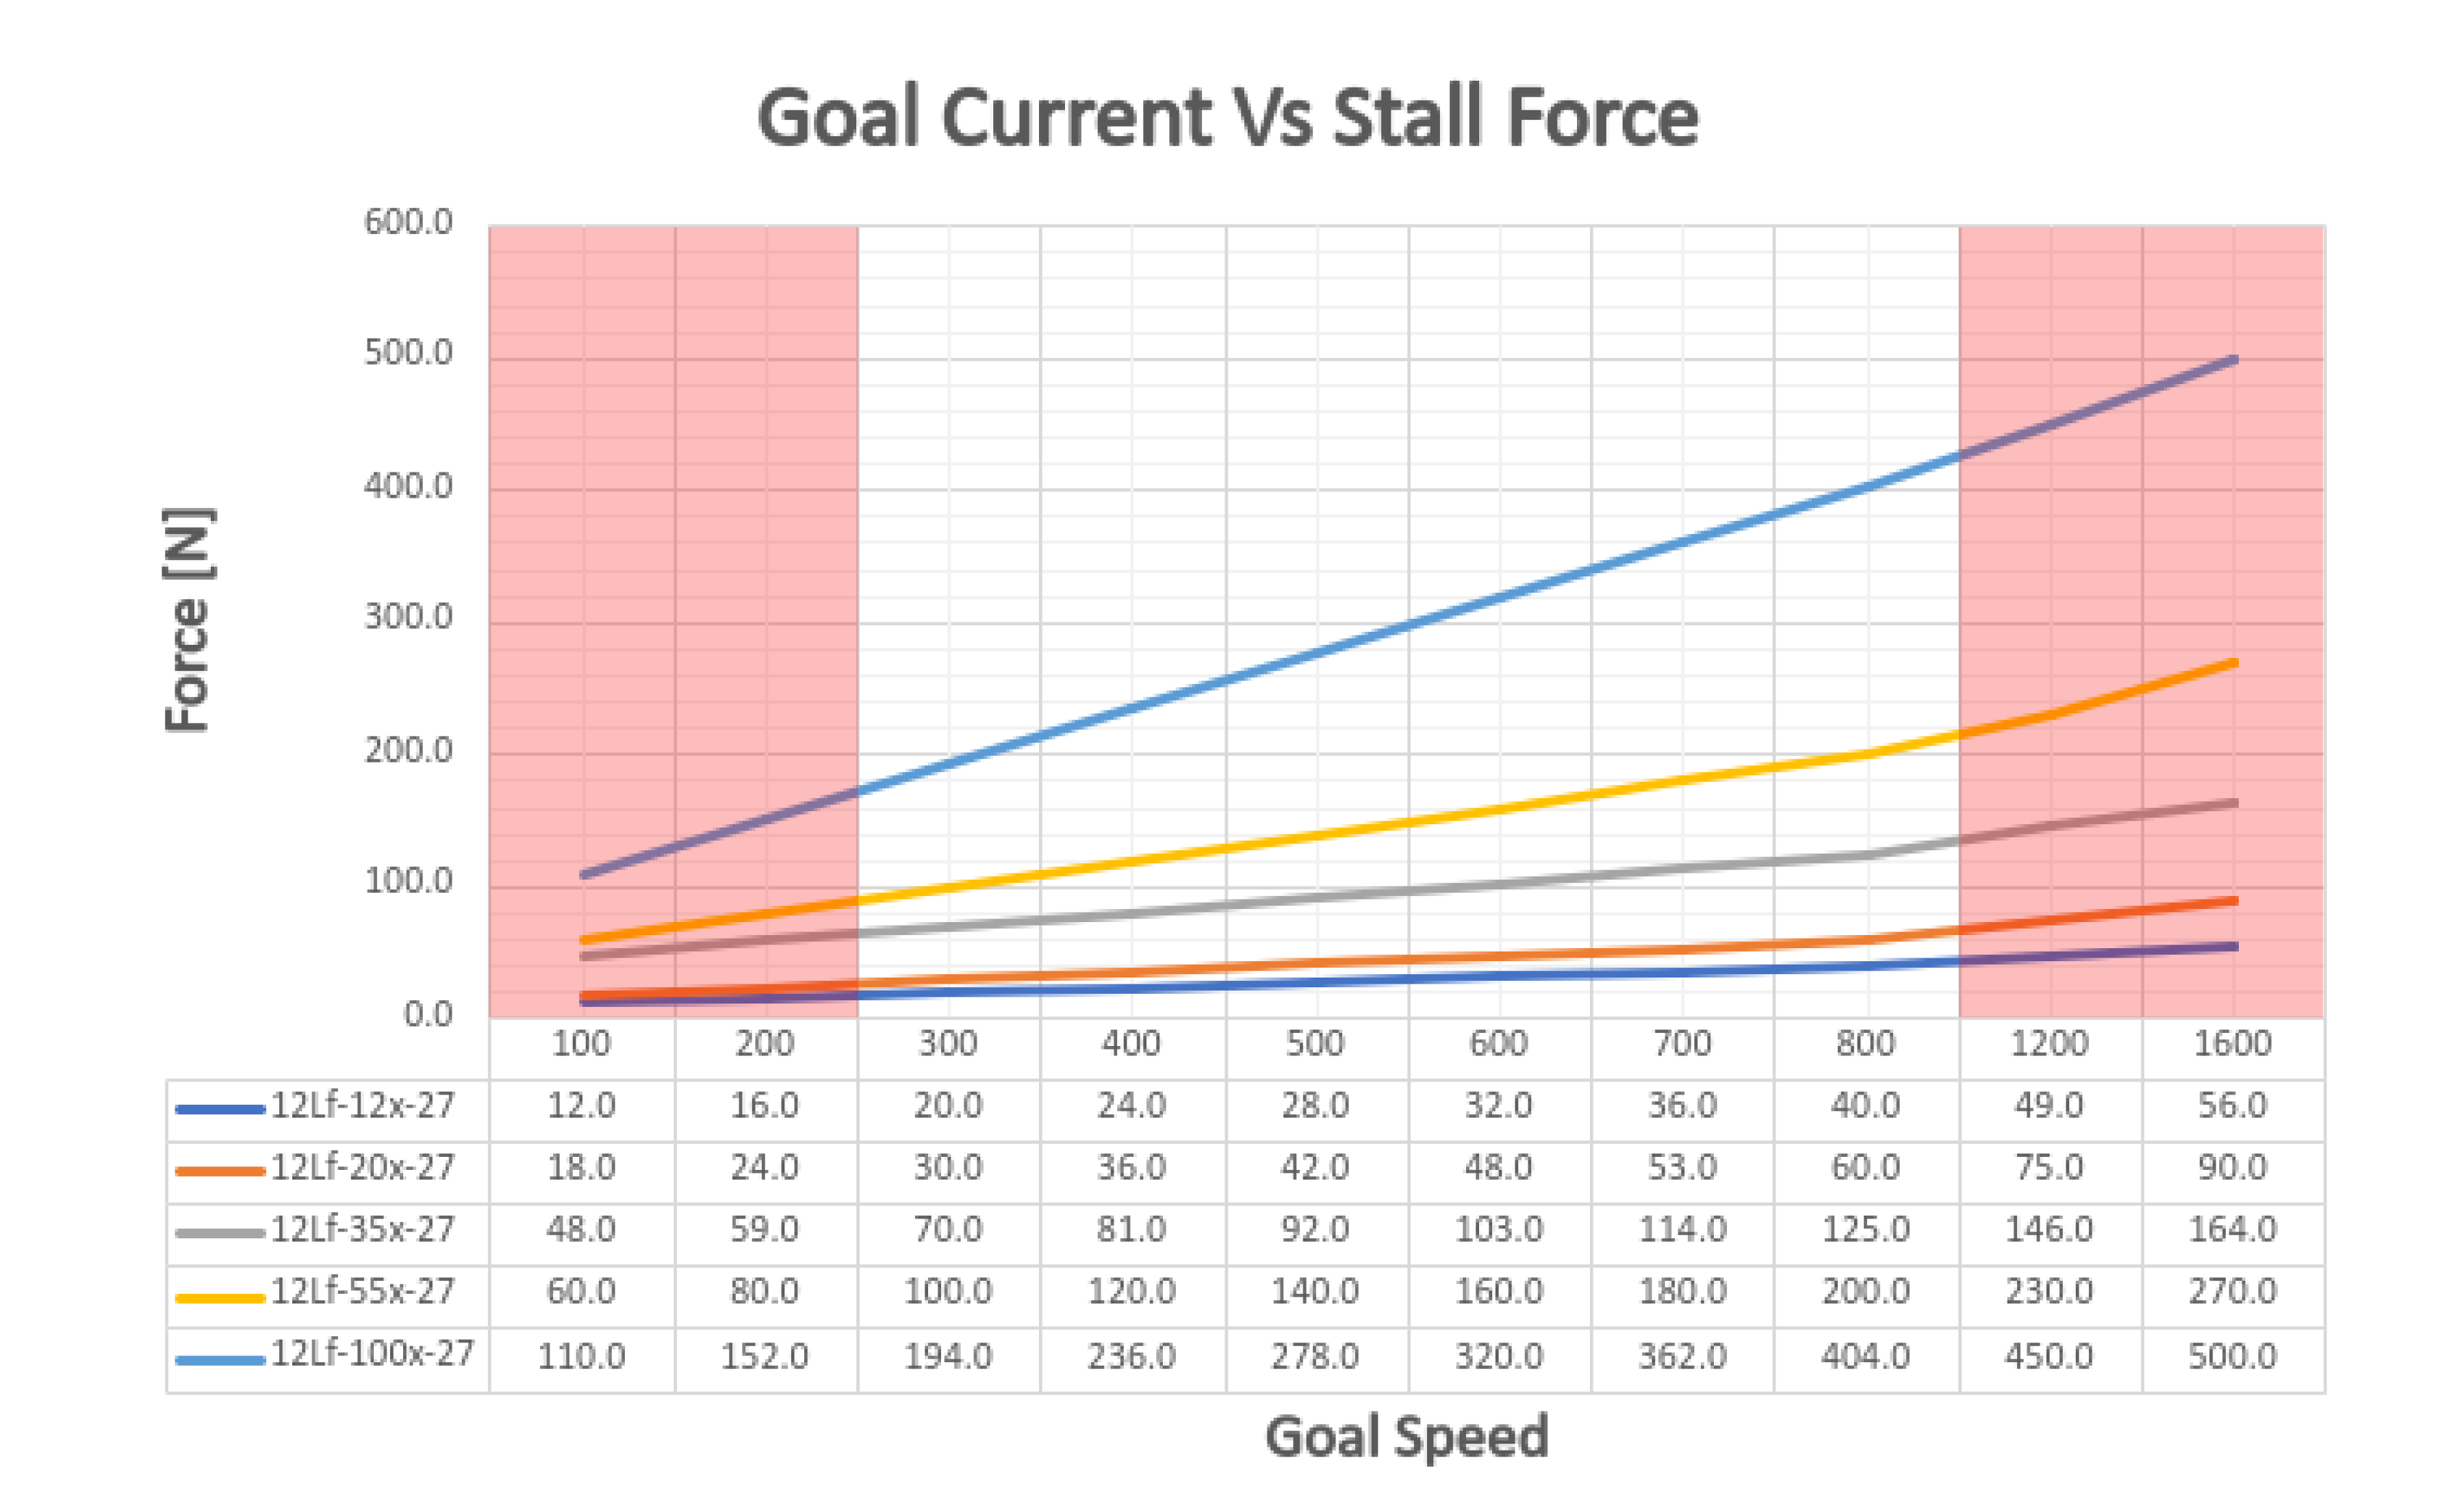 Goal Current Vs Stall Force
600.0
500.0
400.0
300.0
200.0
100.0
0.0
Force [N]
100 200 300 400 500 600 700 800 1200 1600
12Lf-12x-27 12.0 16.0 20.0 24.0 28.0 32.0 36.0 40.0 49.0 56.0
12Lf-20x-27 18.0 24.0 30.0 36.0 42.0 48.0 53.0 60.0 75.0 90.0
12Lf-35x-27 48.0 59.0 70.0 81.0 92.0 103.0 114.0 125.0 146.0 164.0
12Lf-55x-27 60.0 80.0 100.0 120.0 140.0 160.0 180.0 200.0 230.0 270.0
12Lf-100x-27 110.0 152.0 194.0 236.0 278.0 320.0 362.0 404.0 450.0 500.0
Goal Speed